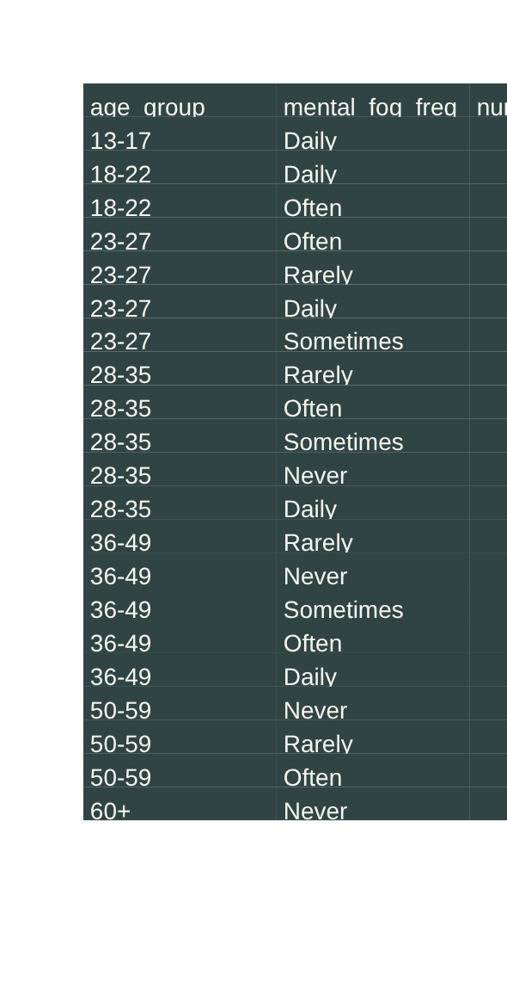 age_group mental_fog_freq
13-17 Daily
18-22 Daily
18-22 Often
23-27 Often
23-27 Rarely
23-27 Daily
23-27 Sometimes
28-35 Rarely
28-35 Often
28-35 Sometimes
28-35 Never
28-35 Daily
36-49 Rarely
36-49 Never
36-49 Sometimes
36-49 Often
36-49 Daily
50-59 Never
50-59 Rarely
50-59 Often
60+ Never